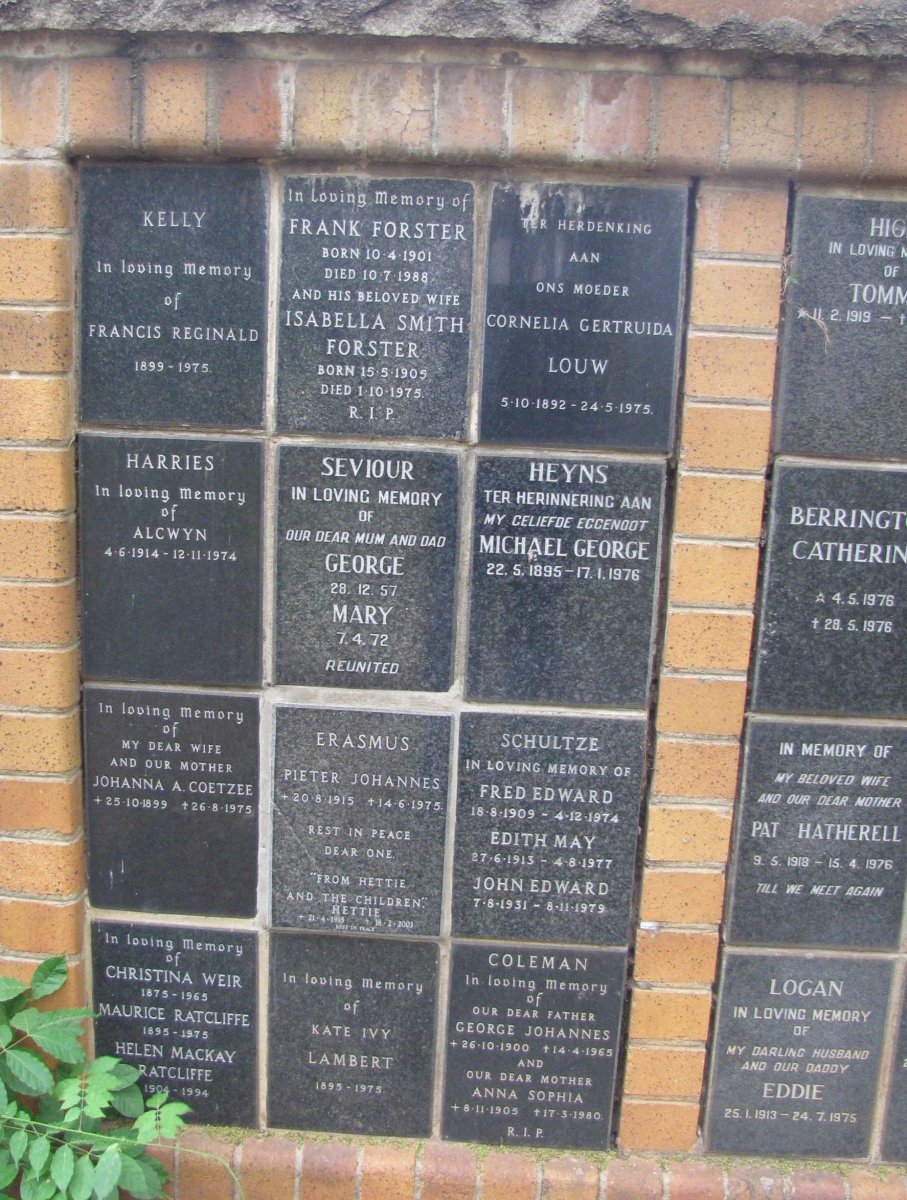 KELLY
In loving Memory
of
FRANCIS REGINALD
1899 - 1975.
In Loving Memory of
FRANK FORSTER
BORN 10·4·1901
DIED 10·7·1988
AND HIS BELOVED WIFE
ISABELLA SMITH
FORSTER
BORN 15·5·1905
DIED 1·10·1975.
R.I.P.
TER HERDENKING
AAN
ONS MOEDER
CORNELIA GERTRUIDA
LOUW
5·10·1892 - 24·5·1975.
IN LOVING
OF
11.2.1919 -
HARRIES
In loving Memory
of
ALCWYN
4·6·1914 - 12·11·1974
SEVIOUR
IN LOVING MEMORY
OF
OUR DEAR MUM AND DAD
GEORGE
28. 12. 57
MARY
7. 4. 72
REUNITED
HEYNS
TER HERINNERING AAN
MY GELIEFDE EGGENOOT
MICHAEL GEORGE
22. 5. 1895 - 17. 1. 1976
4.5.1976
† 28.5.1976
In loving Memory
of
MY DEAR WIFE
AND OUR MOTHER
JOHANNA A. COETZEE
+25·10·1899 +26·8·1975
ERASMUS
PIETER JOHANNES
+20·8·1915 +14·6·1975
REST IN PEACE
DEAR ONE.
"FROM HETTIE
AND THE CHILDREN".
HETTIE
REST IN PEACE
SCHULTZE
IN LOVING MEMORY OF
FRED EDWARD
18·8·1909 - 4·12·1974
EDITH MAY
27·6·1913 - 4·8·1977
JOHN EDWARD
7·8·1931 - 8·11·1979
IN MEMORY OF
MY BELOVED WIFE
AND OUR DEAR MOTHER
PAT HATHERELL
9. 5. 1918 - 15. 4. 1976
TILL WE MEET AGAIN
In loving Memory
of
CHRISTINA WEIR
1875 - 1965
MAURICE RATCLIFFE
1895 - 1975
HELEN MACKAY
RATCLIFFE
1904 - 1994
In loving Memory
of
KATE IVY
LAMBERT
1895 - 1975.
COLEMAN
In loving Memory
of
OUR DEAR FATHER
GEORGE JOHANNES
+26·10·1900 +14·4·1965
AND
OUR DEAR MOTHER
ANNA SOPHIA
+8·11·1905 +17·3·1980.
R.I.P.
LOGAN
IN LOVING MEMORY
OF
MY DARLING HUSBAND
AND OUR DADDY
EDDIE
25.1.1913 - 24.7.1975